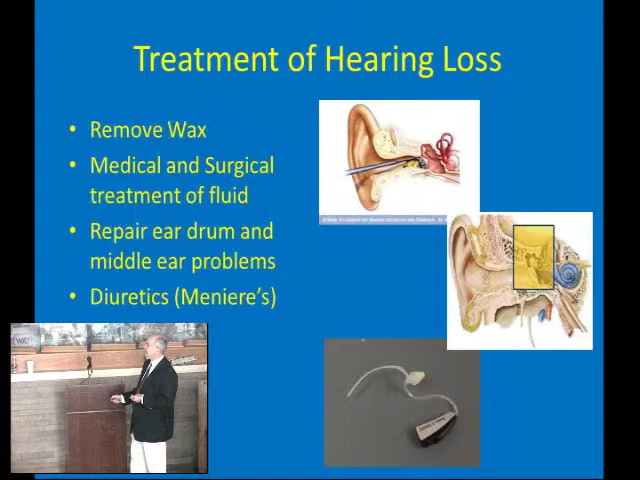 Treatment of Hearing Loss
• Remove Wax
• Medical and Surgical
treatment of fluid
• Repair ear drum and
middle ear problems
• Diuretics (Meniere's)